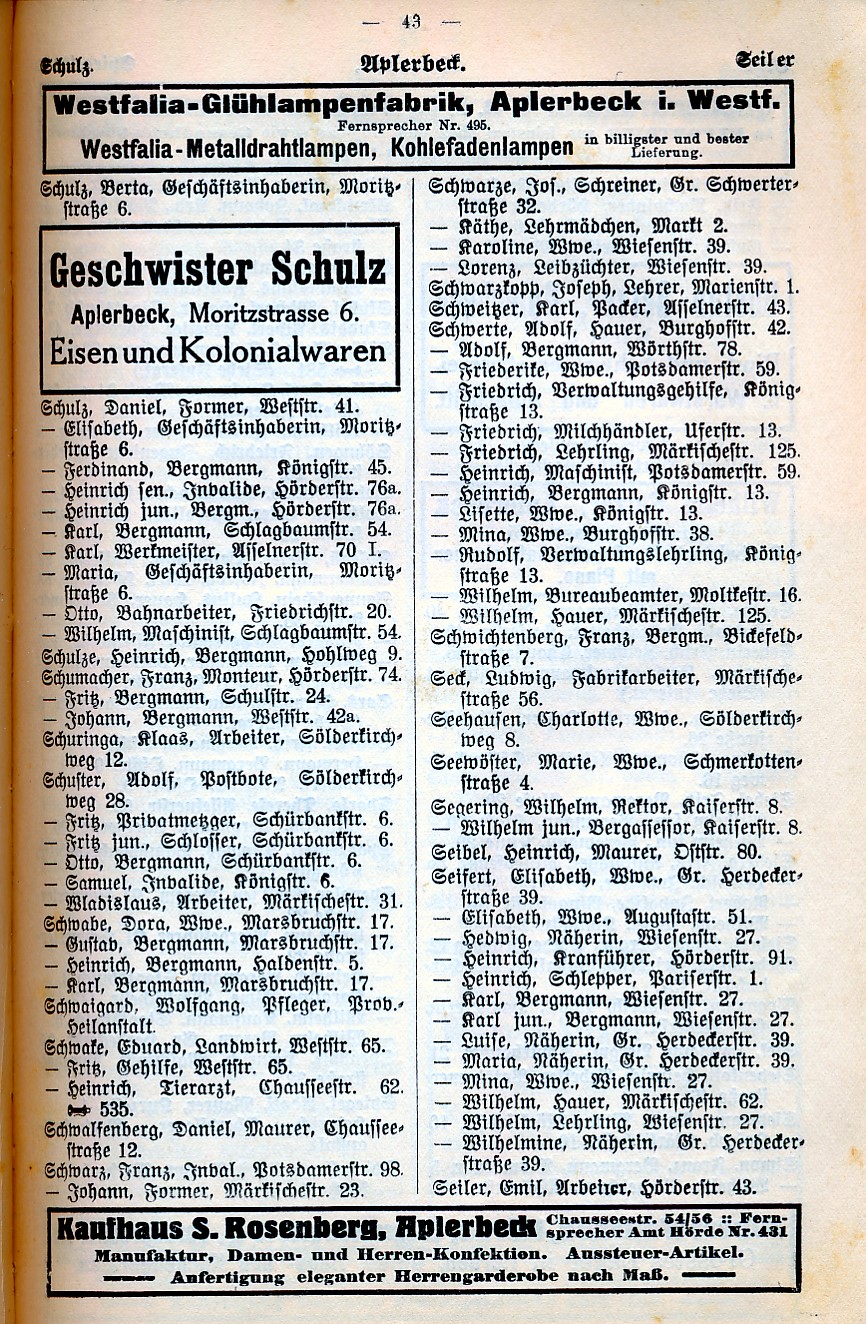 — 43 —
Schulz. Aplerbeck. Seiler
Westfalia-Glühlampenfabrik, Aplerbeck i. Westf.
Fernsprecher Nr. 495.
Westfalia-Metalldrahtlampen, Kohlefadenlampen in billigster und bester
Lieferung.
Schulz, Berta, Geschäftsinhaberin, Moritz-
straße 6.
Geschwister Schulz
Aplerbeck, Moritzstrasse 6.
Eisen und Kolonialwaren
Schulz, Daniel, Former, Weststr. 41.
— Elisabeth, Geschäftsinhaberin, Moritz-
straße 6.
— Ferdinand, Bergmann, Königstr. 45.
— Heinrich sen., Invalide, Hörderstr. 76a.
— Heinrich jun., Bergm., Hörderstr. 76a.
— Karl, Bergmann, Schlagbaumstr. 54.
— Karl, Werkmeister, Asselnerstr. 70 I.
— Maria, Geschäftsinhaberin, Moritz-
straße 6.
— Otto, Bahnarbeiter, Friedrichstr. 20.
— Wilhelm, Maschinist, Schlagbaumstr. 54.
Schulze, Heinrich, Bergmann, Hohlweg 9.
Schumacher, Franz, Monteur, Hörderstr. 74.
— Fritz, Bergmann, Schulstr. 24.
— Johann, Bergmann, Weststr. 42a.
Schuringa, Klaas, Arbeiter, Sölderkirch-
weg 12.
Schuster, Adolf, Postbote, Sölderkirch-
weg 28.
— Fritz, Privatmetzger, Schürbankstr. 6.
— Fritz jun., Schlosser, Schürbankstr. 6.
— Otto, Bergmann, Schürbankstr. 6.
— Samuel, Invalide, Königstr. 6.
— Wladislaus, Arbeiter, Märkischestr. 31.
Schwabe, Dora, Wwe., Marsbruchstr. 17.
— Gustav, Bergmann, Marsbruchstr. 17.
— Heinrich, Bergmann, Haldenstr. 5.
— Karl, Bergmann, Marsbruchstr. 17.
Schwaigard, Wolfgang, Pfleger, Prov.-
Heilanstalt.
Schwake, Eduard, Landwirt, Weststr. 65.
— Fritz, Gehilfe, Weststr. 65.
— Heinrich, Tierarzt, Chausseestr. 62.
535.
Schwalfenberg, Daniel, Maurer, Chaussee-
straße 12.
Schwarz, Franz, Inval., Potsdamerstr. 98.
— Johann, Former, Märkischestr. 23.
Schwarze, Jos., Schreiner, Gr. Schwerter-
straße 32.
— Käthe, Lehrmädchen, Markt 2.
— Karoline, Wwe., Wiesenstr. 39.
— Lorenz, Leibzüchter, Wiesenstr. 39.
Schwarzkopp, Joseph, Lehrer, Marienstr. 1.
Schweitzer, Karl, Packer, Asselnerstr. 43.
Schwerte, Adolf, Hauer, Burghofstr. 42.
— Adolf, Bergmann, Wörthstr. 78.
— Friederike, Wwe., Potsdamerstr. 59.
— Friedrich, Verwaltungsgehilfe, König-
straße 13.
— Friedrich, Milchhändler, Uferstr. 13.
— Friedrich, Lehrling, Märkischestr. 125.
— Heinrich, Maschinist, Potsdamerstr. 59.
— Heinrich, Bergmann, Königstr. 13.
— Lisette, Wwe., Königstr. 13.
— Mina, Wwe., Burghofstr. 38.
— Rudolf, Verwaltungslehrling, König-
straße 13.
— Wilhelm, Bureaubeamter, Moltkestr. 16.
— Wilhelm, Hauer, Märkischestr. 125.
Schwichtenberg, Franz, Bergm., Bickefeld-
straße 7.
Seck, Ludwig, Fabrikarbeiter, Märkische-
straße 56.
Seehausen, Charlotte, Wwe., Sölderkirch-
weg 8.
Seewöster, Marie, Wwe., Schmerkotten-
straße 4.
Segering, Wilhelm, Rektor, Kaiserstr. 8.
— Wilhelm jun., Bergassessor, Kaiserstr. 8.
Seibel, Heinrich, Maurer, Oststr. 80.
Seifert, Elisabeth, Wwe., Gr. Herdecker-
straße 39.
— Elisabeth, Wwe., Augustastr. 51.
— Hedwig, Näherin, Wiesenstr. 27.
— Heinrich, Kranführer, Hörderstr. 91.
— Heinrich, Schlepper, Pariserstr. 1.
— Karl, Bergmann, Wiesenstr. 27.
— Karl jun., Bergmann, Wiesenstr. 27.
— Luise, Näherin, Gr. Herdeckerstr. 39.
— Maria, Näherin, Gr. Herdeckerstr. 39.
— Mina, Wwe., Wiesenstr. 27.
— Wilhelm, Hauer, Märkischestr. 62.
— Wilhelm, Lehrling, Wiesenstr. 27.
— Wilhelmine, Näherin, Gr. Herdecker-
straße 39.
Seiler, Emil, Arbeiter, Hörderstr. 43.
Kaufhaus S. Rosenberg, Aplerbeck Chausseestr. 54/56 :: Fern-
sprecher Amt Hörde Nr. 431
Manufaktur, Damen- und Herren-Konfektion. Aussteuer-Artikel.
Anfertigung eleganter Herrengarderobe nach Maß.